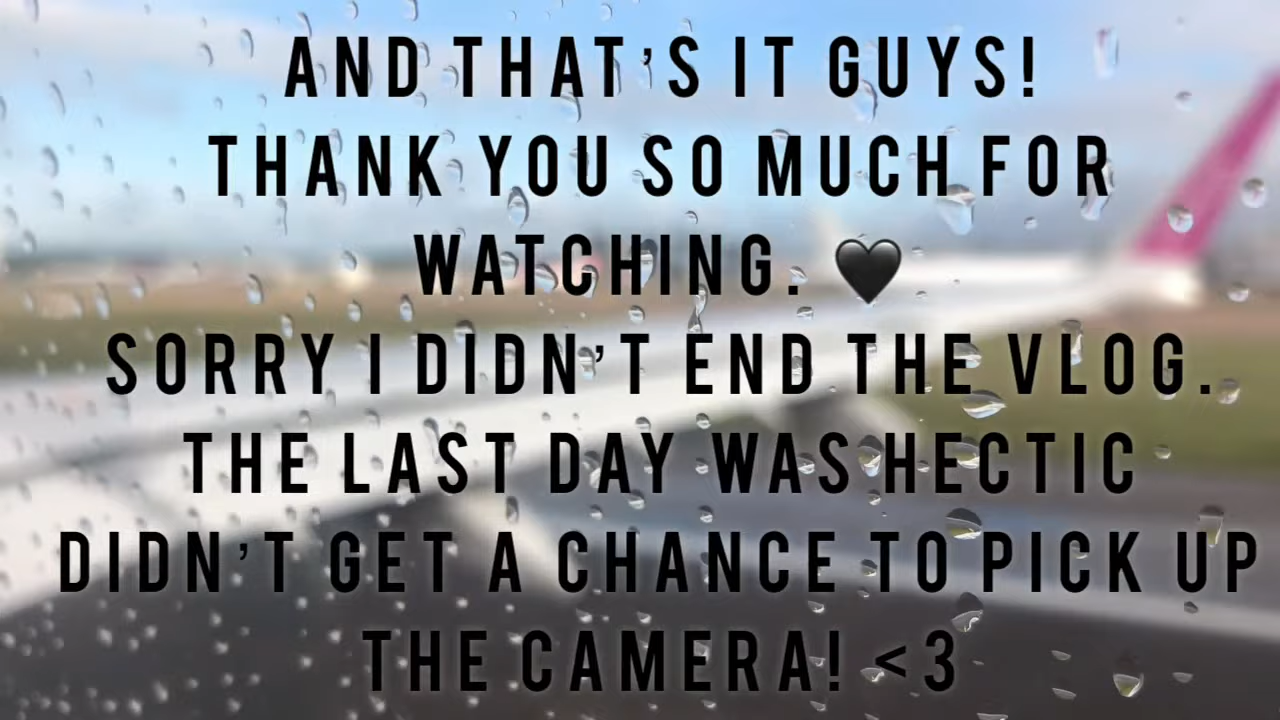 AND THAT'S IT GUYS!
THANK YOU SO MUCH FOR
WATCHING. 🖤
SORRY I DIDN'T END THE VLOG.
THE LAST DAY WAS HECTIC
DIDN'T GET A CHANCE TO PICK UP
THE CAMERA! <3